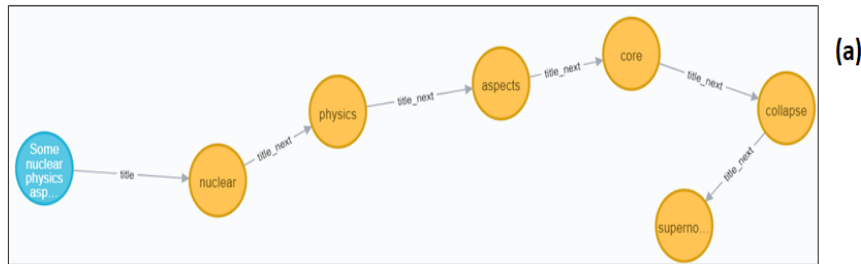 (a)
Some
nuclear
physics
asp...
title
nuclear
title_next
physics
title_next
aspects
title_next
core
title_next
collapse
title_next
superno...